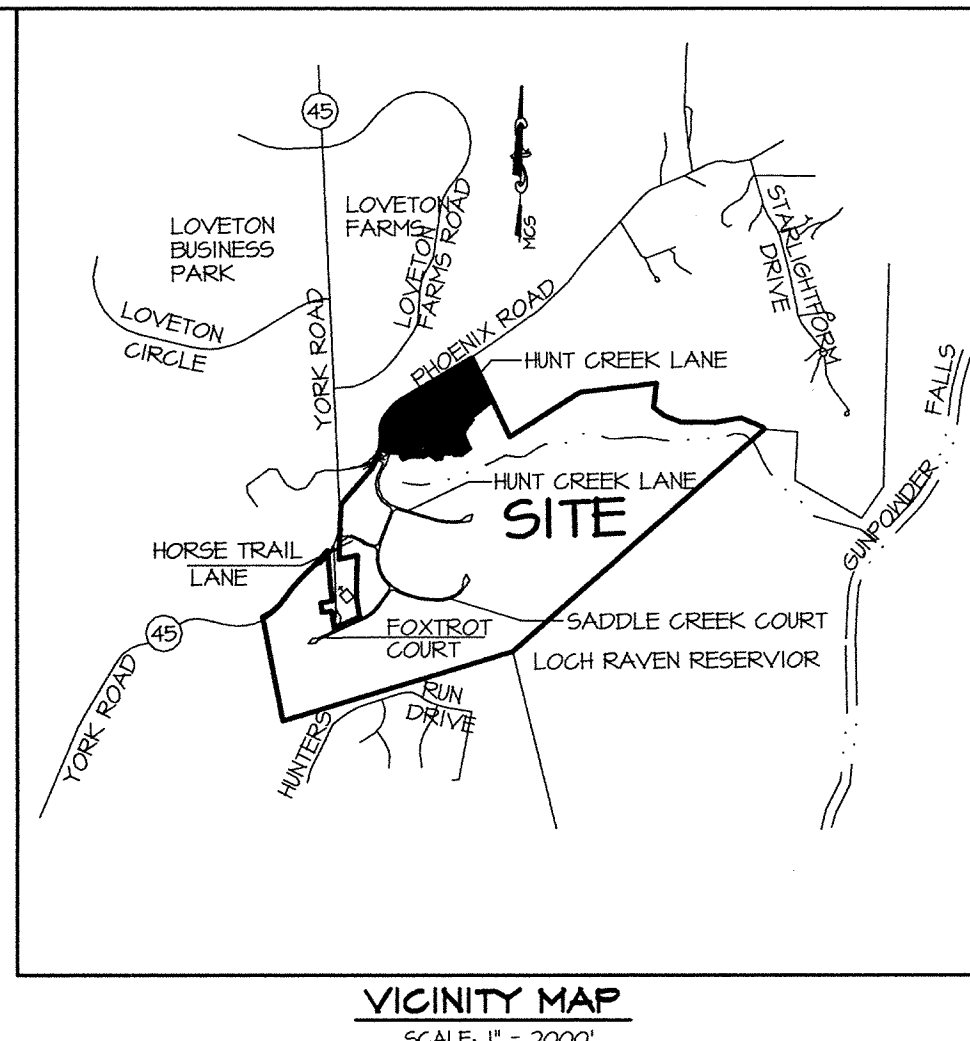 45
LOVETON
BUSINESS
PARK
LOVETON
FARMS
LOVETON
FARMS ROAD
MCS
STARLIGHTFORM
DRIVE
LOVETON
CIRCLE
YORK ROAD
PHOENIX ROAD
HUNT CREEK LANE
FALLS
GUNPOWDER
HUNT CREEK LANE
SITE
HORSE TRAIL
LANE
45
YORK ROAD
FOXTROT
COURT
SADDLE CREEK COURT
LOCH RAVEN RESERVIOR
HUNTERS
RUN
DRIVE
VICINITY MAP
SCALE: 1" = 2000'